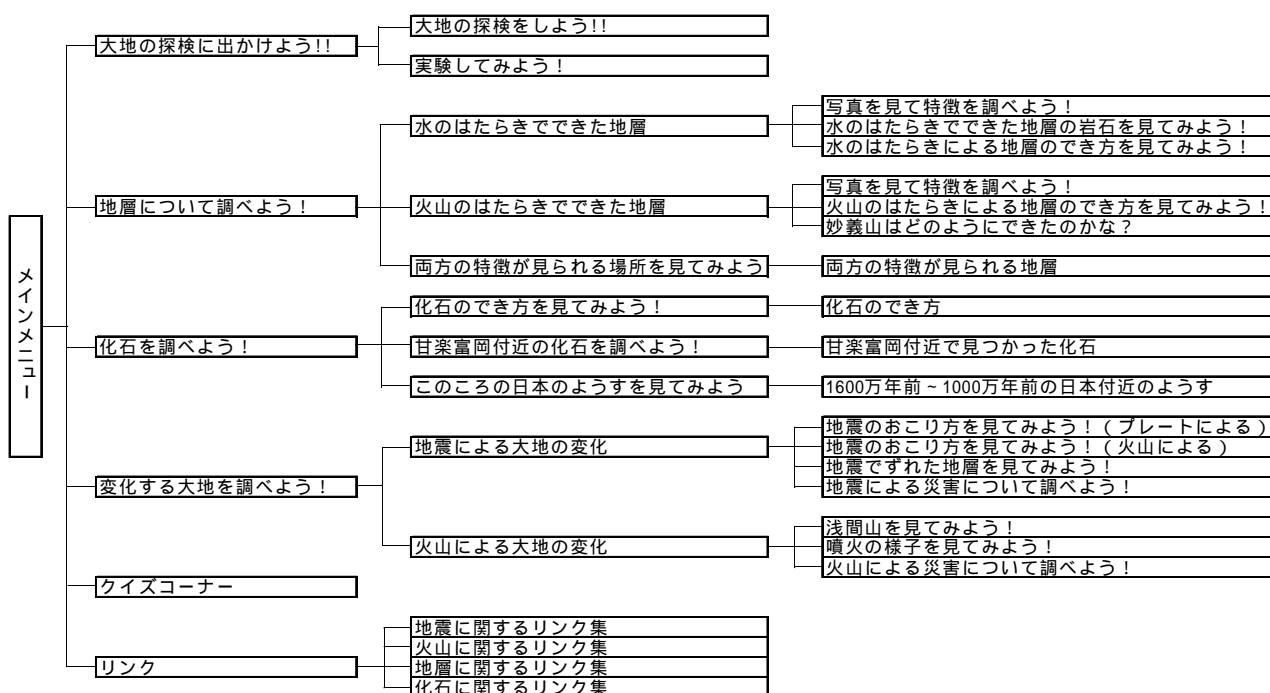 メインメニュー
大地の探検に出かけよう!!
大地の探検をしよう!!
実験してみよう！
地層について調べよう！
水のはたらきでできた地層
写真を見て特徴を調べよう！
水のはたらきでできた地層の岩石を見てみよう！
水のはたらきによる地層のでき方を見てみよう！
火山のはたらきでできた地層
写真を見て特徴を調べよう！
火山のはたらきによる地層のでき方を見てみよう！
妙義山はどのようにできたのかな？
両方の特徴が見られる場所を見てみよう
両方の特徴が見られる地層
化石を調べよう！
化石のでき方を見てみよう！
化石のでき方
甘楽富岡付近の化石を調べよう！
甘楽富岡付近で見つかった化石
このころの日本のようすを見てみよう
1600万年前～1000万年前の日本付近のようす
変化する大地を調べよう！
地震による大地の変化
地震のおこり方を見てみよう！（プレートによる）
地震のおこり方を見てみよう！（火山による）
地震でずれた地層を見てみよう！
地震による災害について調べよう！
火山による大地の変化
浅間山を見てみよう！
噴火の様子を見てみよう！
火山による災害について調べよう！
クイズコーナー
リンク
地震に関するリンク集
火山に関するリンク集
地層に関するリンク集
化石に関するリンク集